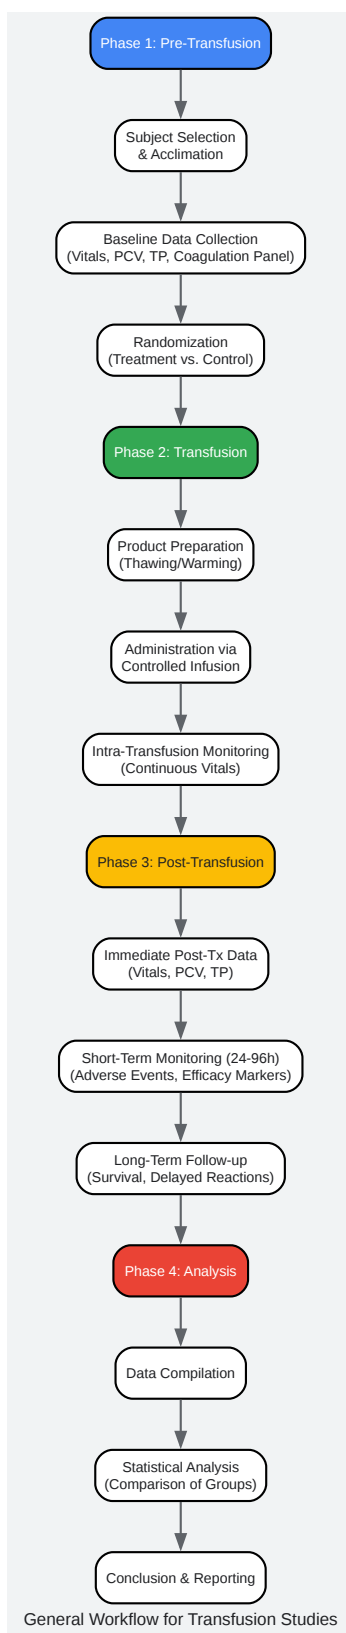 Phase 1: Pre-Transfusion
Subject Selection
& Acclimation
Baseline Data Collection
(Vitals, PCV, TP, Coagulation Panel)
Randomization
(Treatment vs. Control)
Phase 2: Transfusion
Product Preparation
(Thawing/Warming)
Administration via
Controlled Infusion
Intra-Transfusion Monitoring
(Continuous Vitals)
Phase 3: Post-Transfusion
Immediate Post-Tx Data
(Vitals, PCV, TP)
Short-Term Monitoring (24-96h)
(Adverse Events, Efficacy Markers)
Long-Term Follow-up
(Survival, Delayed Reactions)
Phase 4: Analysis
Data Compilation
Statistical Analysis
(Comparison of Groups)
Conclusion & Reporting
General Workflow for Transfusion Studies